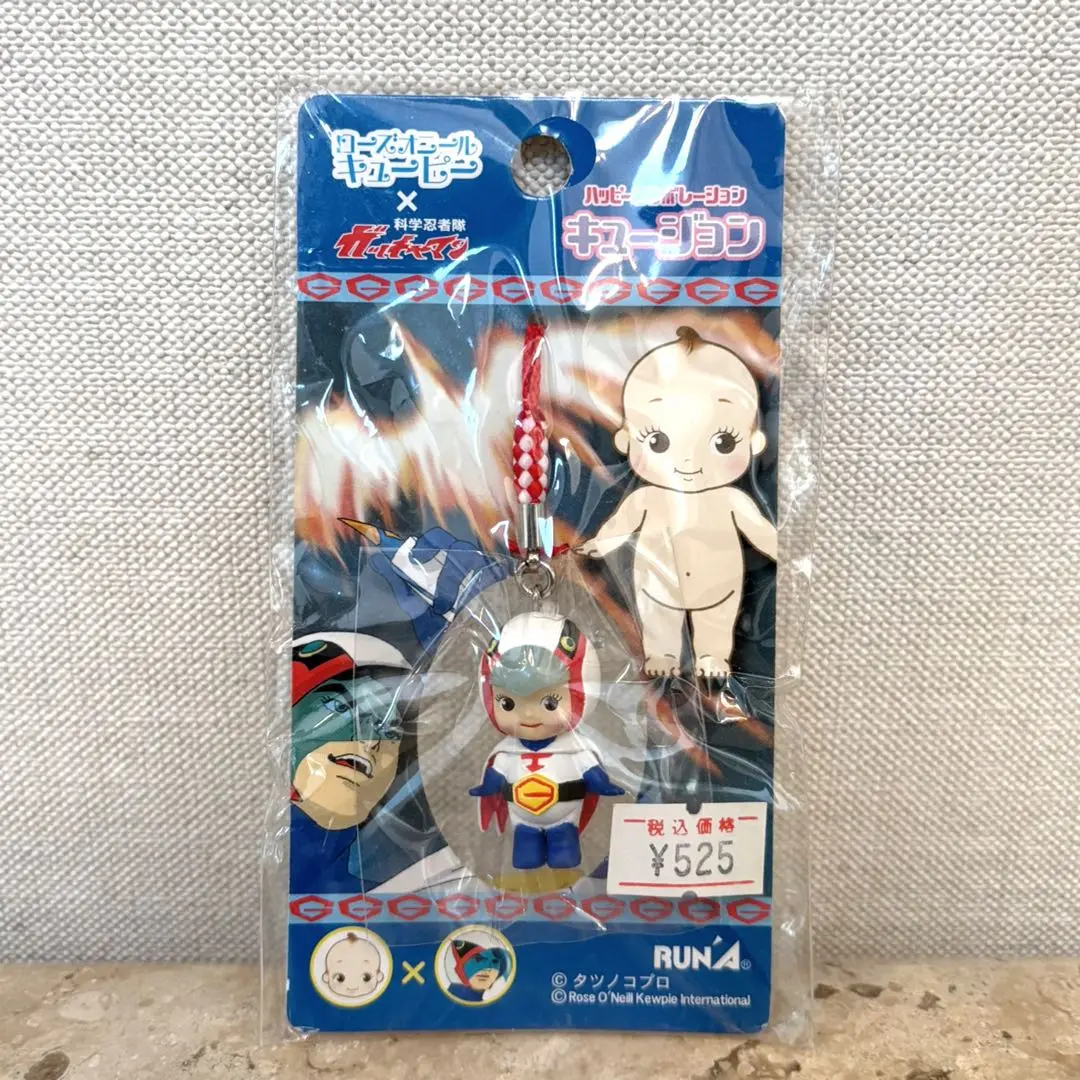 ローズオニール
キューピー
×
科学忍者隊
ガッチャマン
ハッピーコラボレーション
キュージョン
税込価格
¥525
×
RUN'A®
© タツノコプロ
© Rose O'Neill Kewpie International